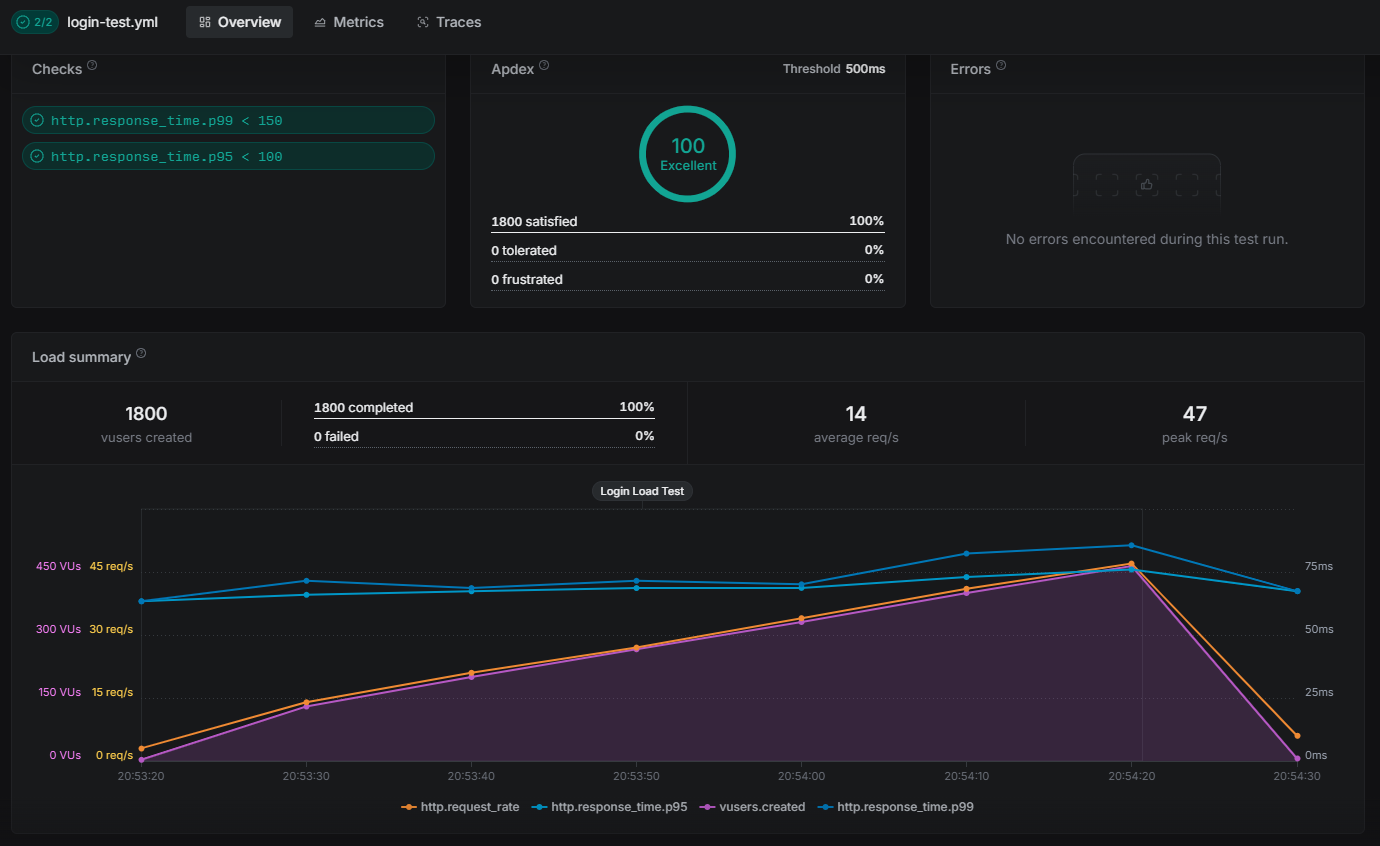 2/2 login-test.yml Overview Metrics Traces
Checks
http.response_time.p99 < 150
http.response_time.p95 < 100
Apdex Threshold 500ms
100
Excellent
1800 satisfied 100%
0 tolerated 0%
0 frustrated 0%
Errors
No errors encountered during this test run.
Load summary
1800
vusers created
1800 completed 100%
0 failed 0%
14
average req/s
47
peak req/s
Login Load Test
450 VUs 45 req/s 75ms
300 VUs 30 req/s 50ms
150 VUs 15 req/s 25ms
0 VUs 0 req/s 0ms
20:53:20 20:53:30 20:53:40 20:53:50 20:54:00 20:54:10 20:54:20 20:54:30
http.request_rate http.response_time.p95 vusers.created http.response_time.p99